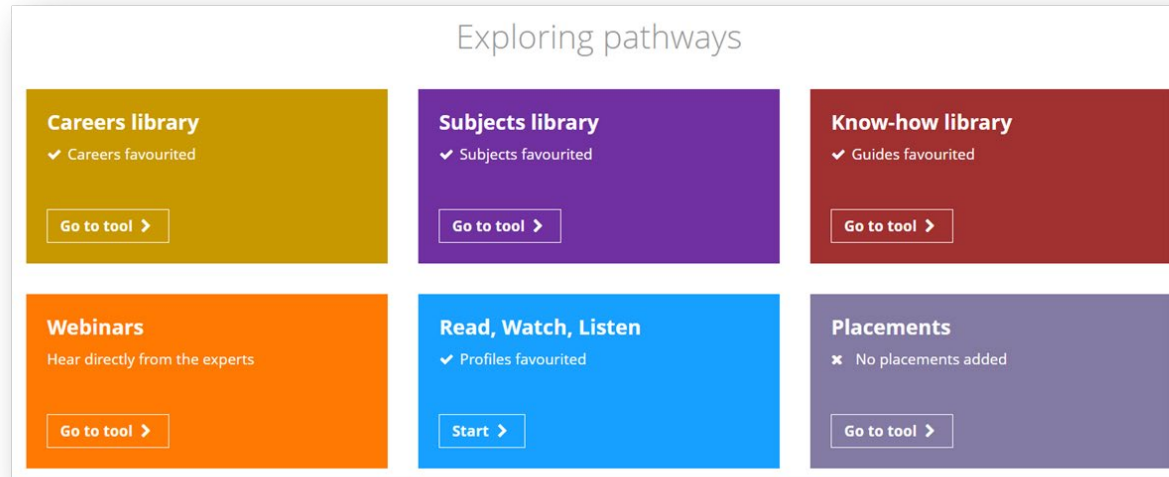 Exploring pathways
Careers library
✔ Careers favourited
Go to tool >
Subjects library
✔ Subjects favourited
Go to tool >
Know-how library
✔ Guides favourited
Go to tool >
Webinars
Hear directly from the experts
Go to tool >
Read, Watch, Listen
✔ Profiles favourited
Start >
Placements
✖ No placements added
Go to tool >